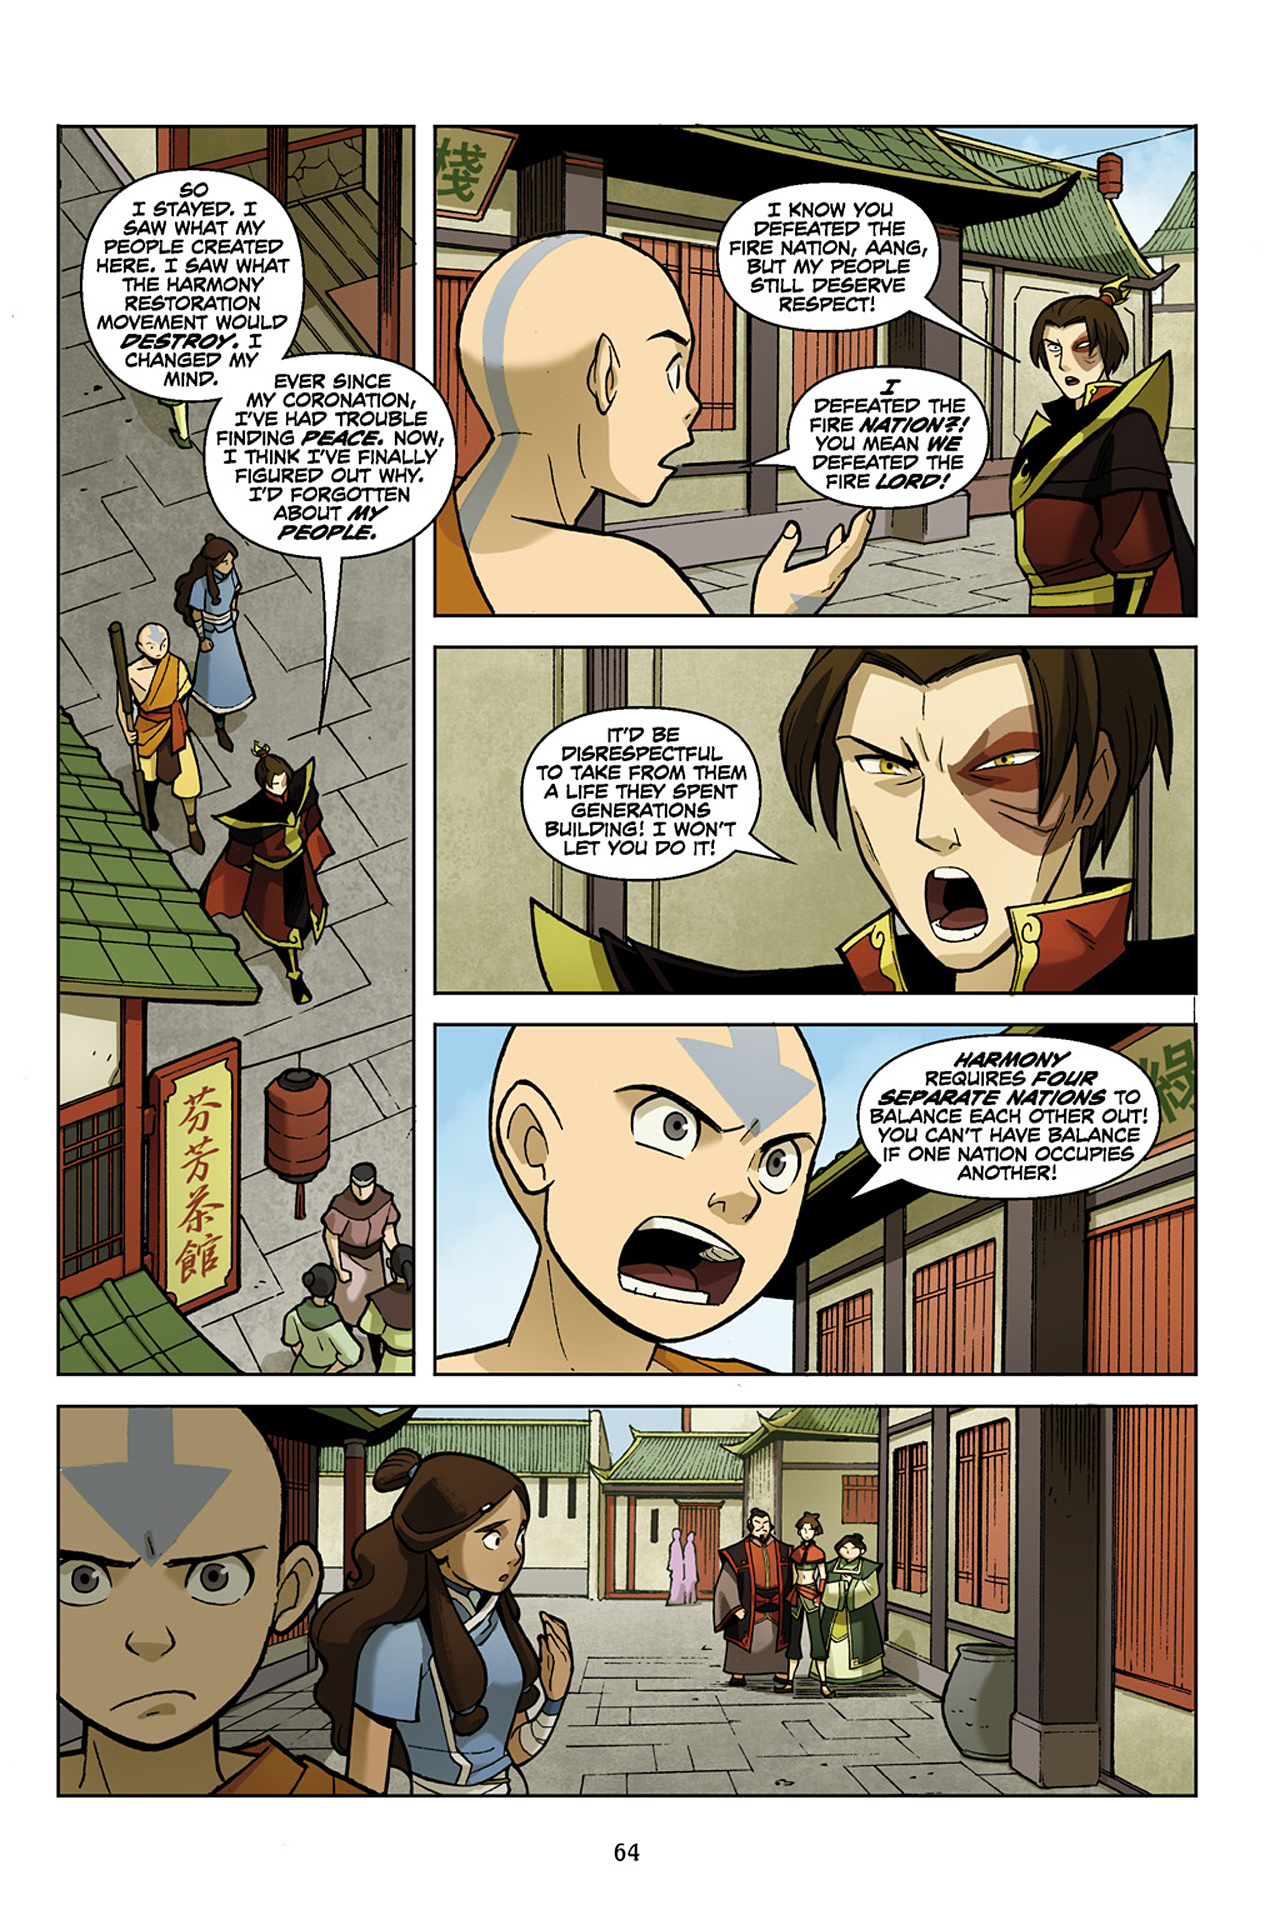 SO
I STAYED. I
SAW WHAT MY
PEOPLE CREATED
HERE. I SAW WHAT
THE HARMONY
RESTORATION
MOVEMENT WOULD
DESTROY. I
CHANGED MY
MIND.
EVER SINCE
MY CORONATION,
I'VE HAD TROUBLE
FINDING PEACE. NOW,
I THINK I'VE FINALLY
FIGURED OUT WHY.
I'D FORGOTTEN
ABOUT MY
PEOPLE.
芬
芳
茶
館
棧
I KNOW YOU
DEFEATED THE
FIRE NATION, AANG,
BUT MY PEOPLE
STILL DESERVE
RESPECT!
I
DEFEATED THE
FIRE NATION?!
YOU MEAN WE
DEFEATED THE
FIRE LORD!
IT'D BE
DISRESPECTFUL
TO TAKE FROM THEM
A LIFE THEY SPENT
GENERATIONS
BUILDING! I WON'T
LET YOU DO IT!
HARMONY
REQUIRES FOUR
SEPARATE NATIONS TO
BALANCE EACH OTHER OUT!
YOU CAN'T HAVE BALANCE
IF ONE NATION OCCUPIES
ANOTHER!
綠
64